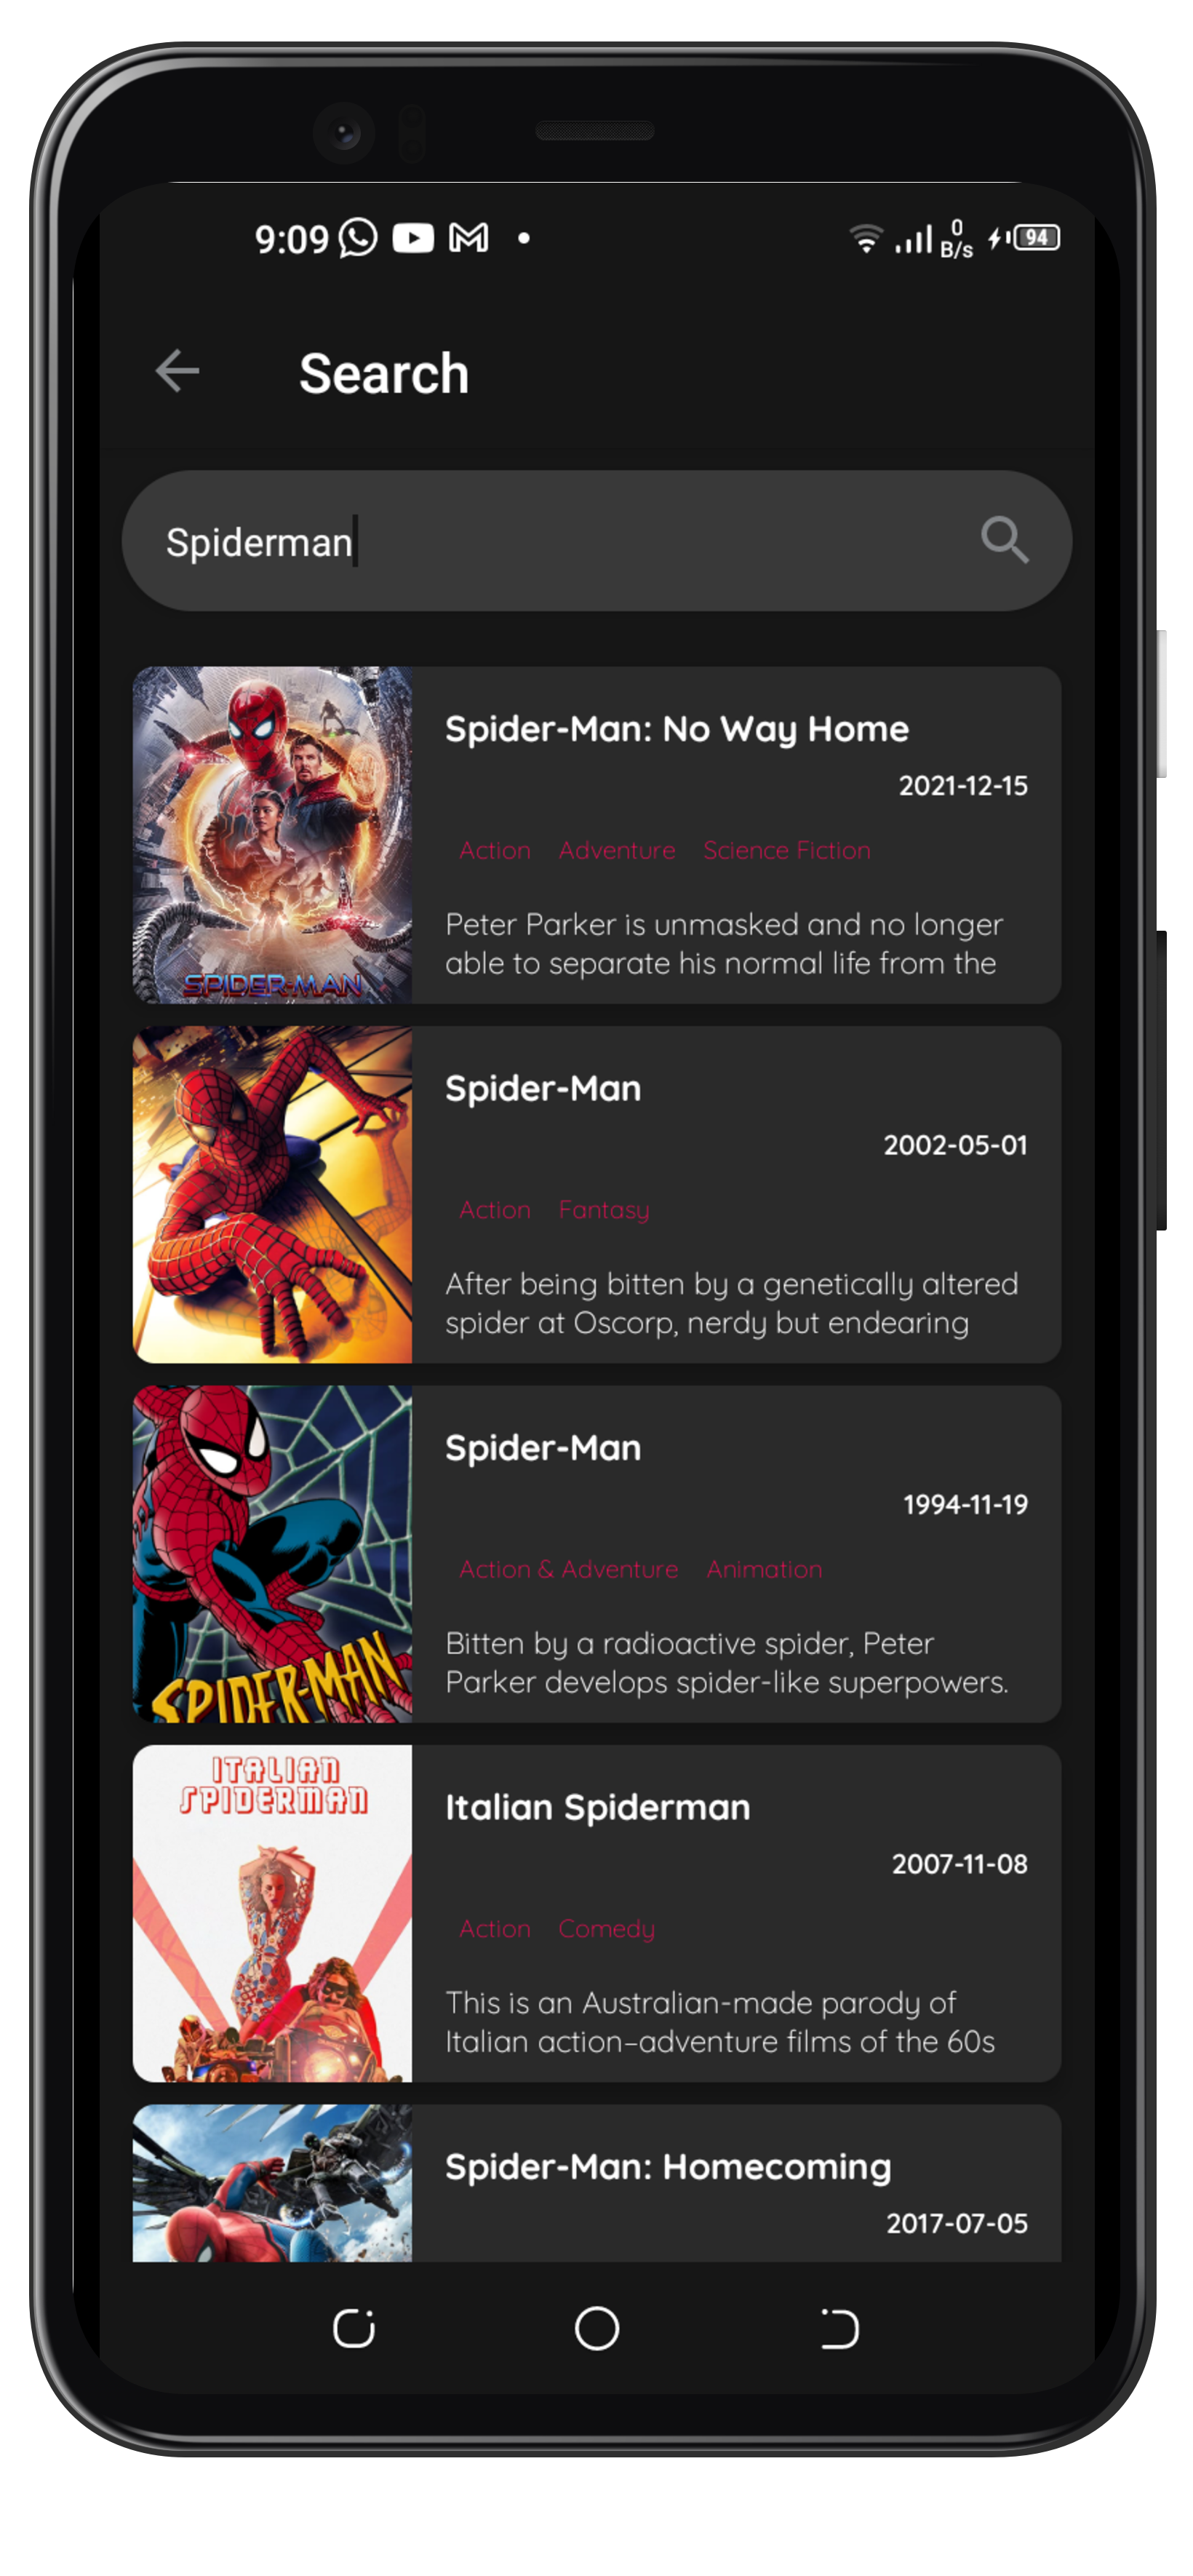 9:09
0
B/s
94
Search
Spiderman
Spider-Man: No Way Home
2021-12-15
Action Adventure Science Fiction
Peter Parker is unmasked and no longer
able to separate his normal life from the
SPIDER-MAN
Spider-Man
2002-05-01
Action Fantasy
After being bitten by a genetically altered
spider at Oscorp, nerdy but endearing
Spider-Man
1994-11-19
Action & Adventure Animation
Bitten by a radioactive spider, Peter
Parker develops spider-like superpowers.
SPIDER-MAN
ITALIAN
SPIDERMAN
Italian Spiderman
2007-11-08
Action Comedy
This is an Australian-made parody of
Italian action–adventure films of the 60s
Spider-Man: Homecoming
2017-07-05